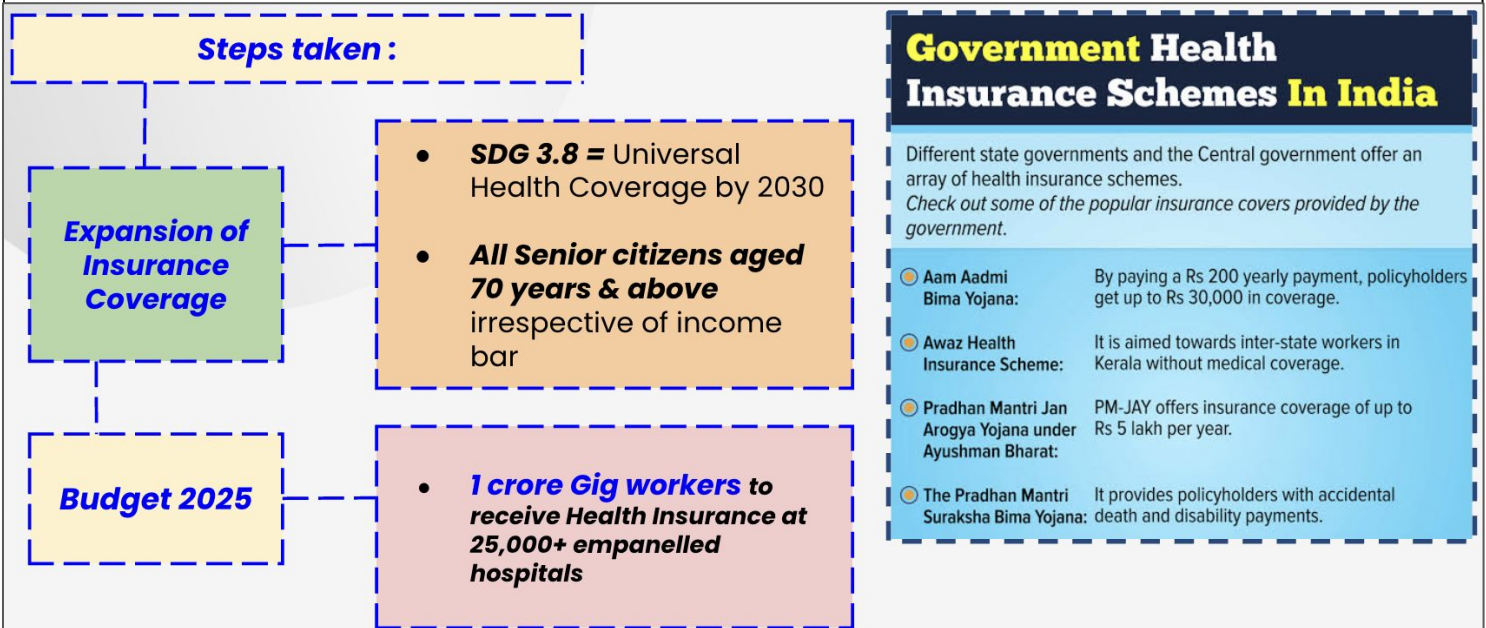 Steps taken :
Expansion of
Insurance
Coverage
● SDG 3.8 = Universal
Health Coverage by 2030
● All Senior citizens aged
70 years & above
irrespective of income
bar
Budget 2025
● 1 crore Gig workers to
receive Health Insurance at
25,000+ empanelled
hospitals
Government Health
Insurance Schemes In India
Different state governments and the Central government offer an
array of health insurance schemes.
Check out some of the popular insurance covers provided by the
government.
Aam Aadmi By paying a Rs 200 yearly payment, policyholders
Bima Yojana: get up to Rs 30,000 in coverage.
Awaz Health It is aimed towards inter-state workers in
Insurance Scheme: Kerala without medical coverage.
Pradhan Mantri Jan PM-JAY offers insurance coverage of up to
Arogya Yojana under Rs 5 lakh per year.
Ayushman Bharat:
The Pradhan Mantri It provides policyholders with accidental
Suraksha Bima Yojana: death and disability payments.